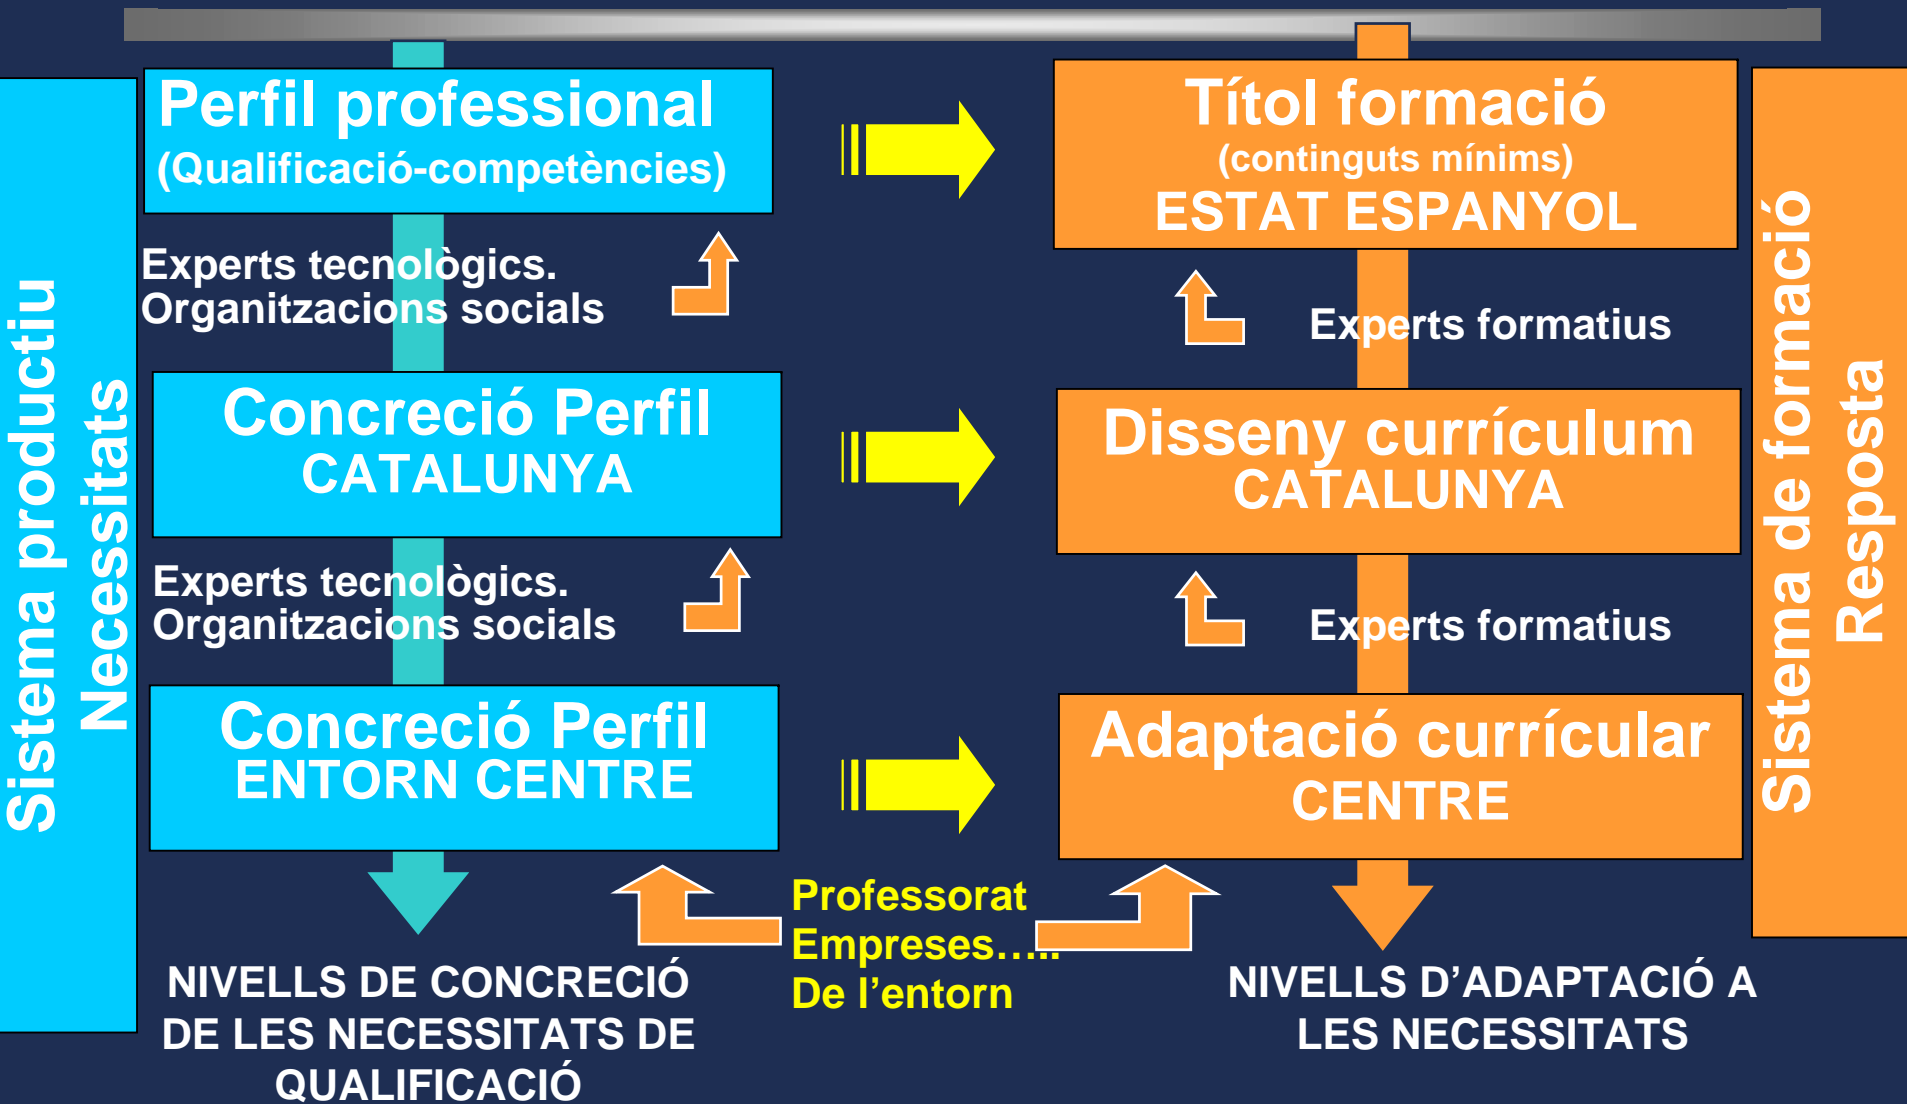 Sistema productiu
Necessitats
Perfil professional
(Qualificació-competències)
Títol formació
(continguts mínims)
ESTAT ESPANYOL
Experts tecnològics.
Organitzacions socials
Experts formatius
Concreció Perfil
CATALUNYA
Disseny currículum
CATALUNYA
Experts tecnològics.
Organitzacions socials
Experts formatius
Concreció Perfil
ENTORN CENTRE
Adaptació currícular
CENTRE
Professorat
Empreses.....
De l’entorn
NIVELLS DE CONCRECIÓ
DE LES NECESSITATS DE
QUALIFICACIÓ
NIVELLS D’ADAPTACIÓ A
LES NECESSITATS
Sistema de formació
Resposta